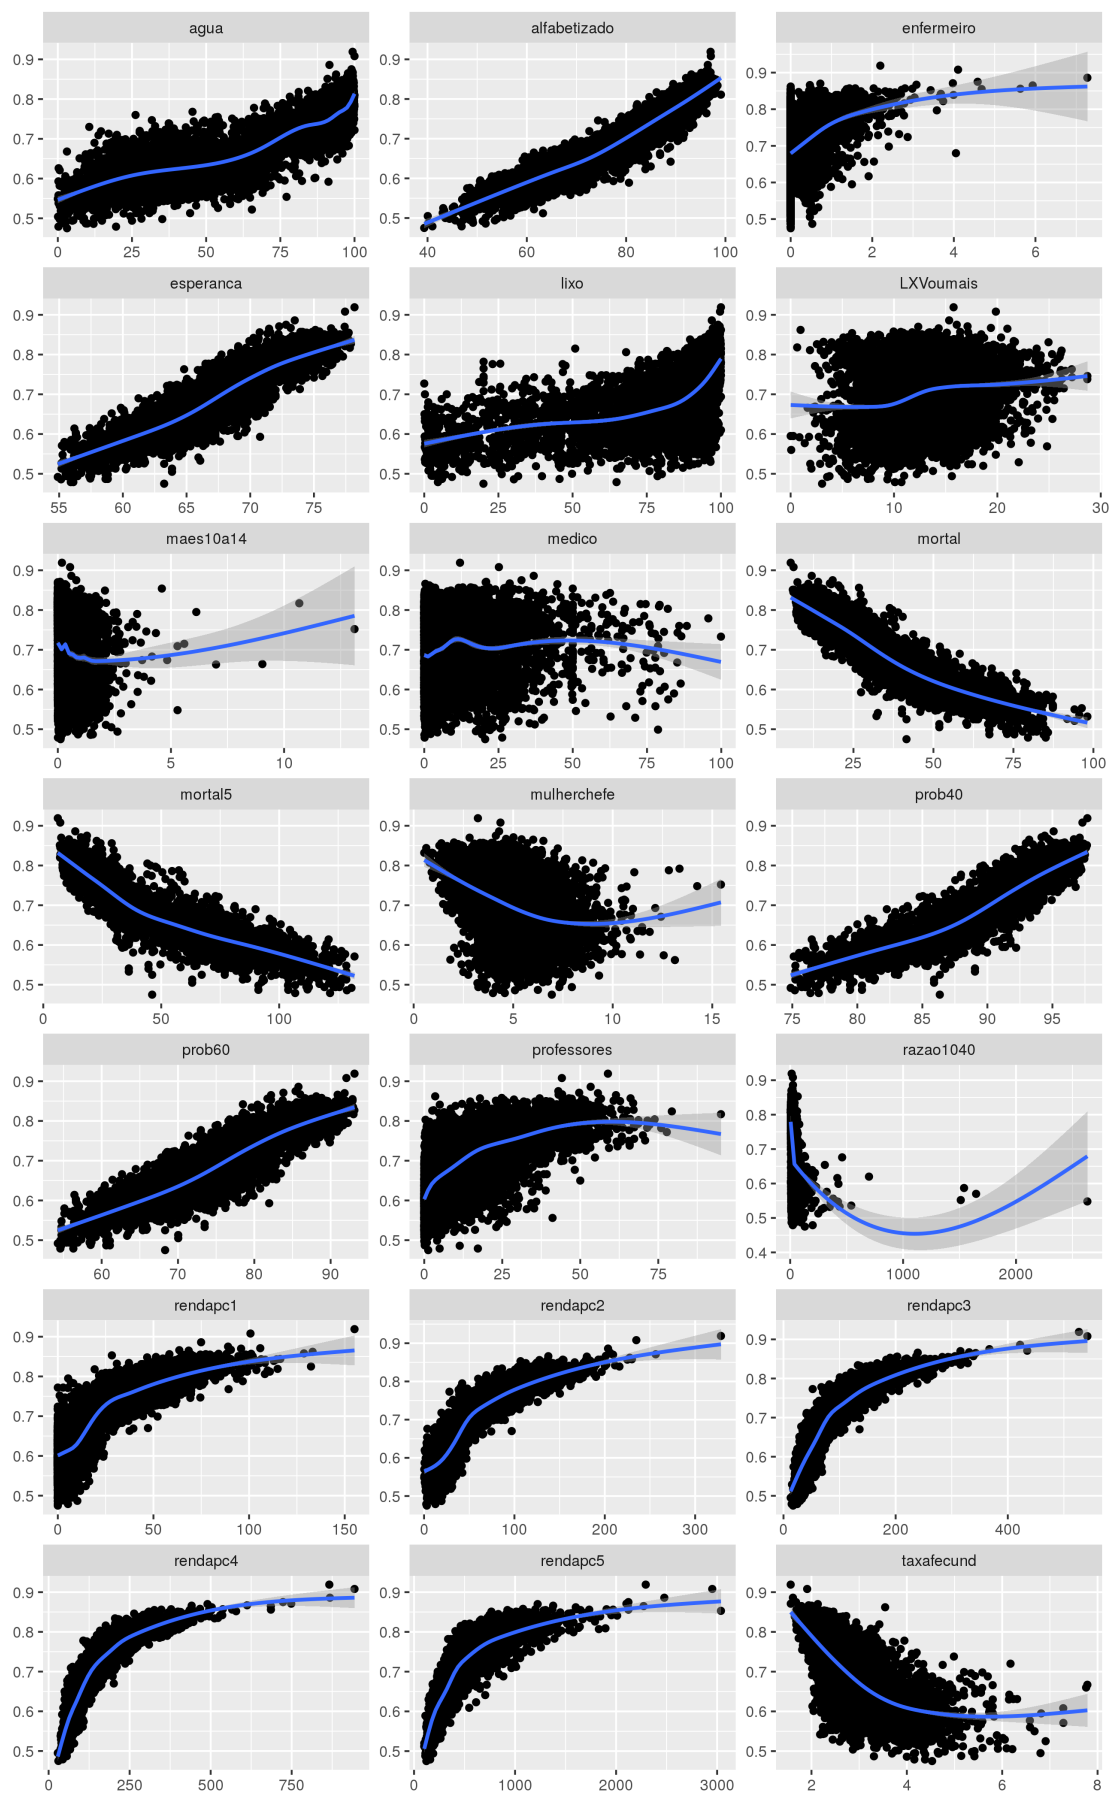 agua alfabetizado enfermeiro
0.9 0.9 0.9
0.8 0.8 0.8
0.7 0.7 0.7
0.6 0.6 0.6
0.5 0.5 0.5
0 25 50 75 100 40 60 80 100 0 2 4 6
esperanca lixo LXVoumais
0.9 0.9 0.9
0.8 0.8 0.8
0.7 0.7 0.7
0.6 0.6 0.6
0.5 0.5 0.5
55 60 65 70 75 0 25 50 75 100 0 10 20 30
maes10a14 medico mortal
0.9 0.9 0.9
0.8 0.8 0.8
0.7 0.7 0.7
0.6 0.6 0.6
0.5 0.5 0.5
0 5 10 0 25 50 75 100 25 50 75 100
mortal5 mulherchefe prob40
0.9 0.9 0.9
0.8 0.8 0.8
0.7 0.7 0.7
0.6 0.6 0.6
0.5 0.5 0.5
0 50 100 0 5 10 15 75 80 85 90 95
prob60 professores razao1040
0.9 0.9 0.9
0.8 0.8 0.8
0.7 0.7 0.7
0.6 0.6 0.6
0.5 0.5 0.5
0.4
60 70 80 90 0 25 50 75 0 1000 2000
rendapc1 rendapc2 rendapc3
0.9 0.9 0.9
0.8 0.8 0.8
0.7 0.7 0.7
0.6 0.6 0.6
0.5 0.5 0.5
0 50 100 150 0 100 200 300 0 200 400
rendapc4 rendapc5 taxafecund
0.9 0.9 0.9
0.8 0.8 0.8
0.7 0.7 0.7
0.6 0.6 0.6
0.5 0.5 0.5
0 250 500 750 0 1000 2000 3000 2 4 6 8